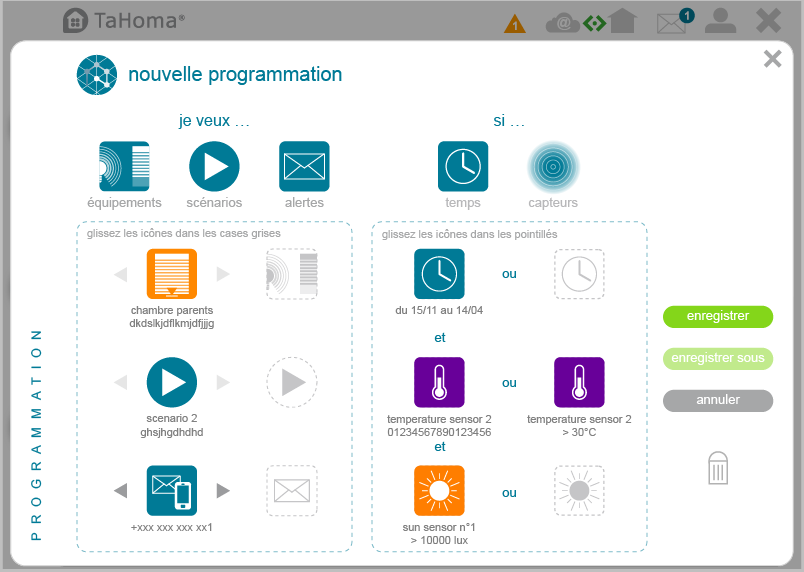 TaHoma®
1
@
1
nouvelle programmation
je veux ...
si ...
équipements
scénarios
alertes
temps
capteurs
glissez les icônes dans les cases grises
glissez les icônes dans les pointillés
chambre parents
dkdslkjdflkmjdfjjjg
ou
du 15/11 au 14/04
et
scenario 2
ghsjhgdhdhd
ou
temperature sensor 2
01234567890123456
temperature sensor 2
> 30°C
et
+xxx xxx xxx xx1
ou
sun sensor n°1
> 10000 lux
enregistrer
enregistrer sous
annuler
PROGRAMMATION